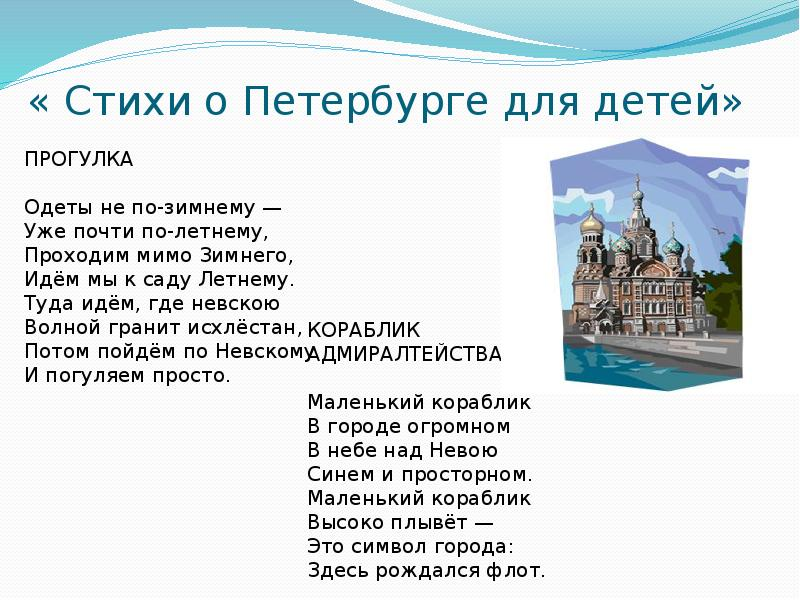 « Стихи о Петербурге для детей»
ПРОГУЛКА
Одеты не по-зимнему —
Уже почти по-летнему,
Проходим мимо Зимнего,
Идём мы к саду Летнему.
Туда идём, где невскою
Волной гранит исхлёстан,
Потом пойдём по Невскому
И погуляем просто.
КОРАБЛИК
АДМИРАЛТЕЙСТВА
Маленький кораблик
В городе огромном
В небе над Невою
Синем и просторном.
Маленький кораблик
Высоко плывёт —
Это символ города:
Здесь рождался флот.